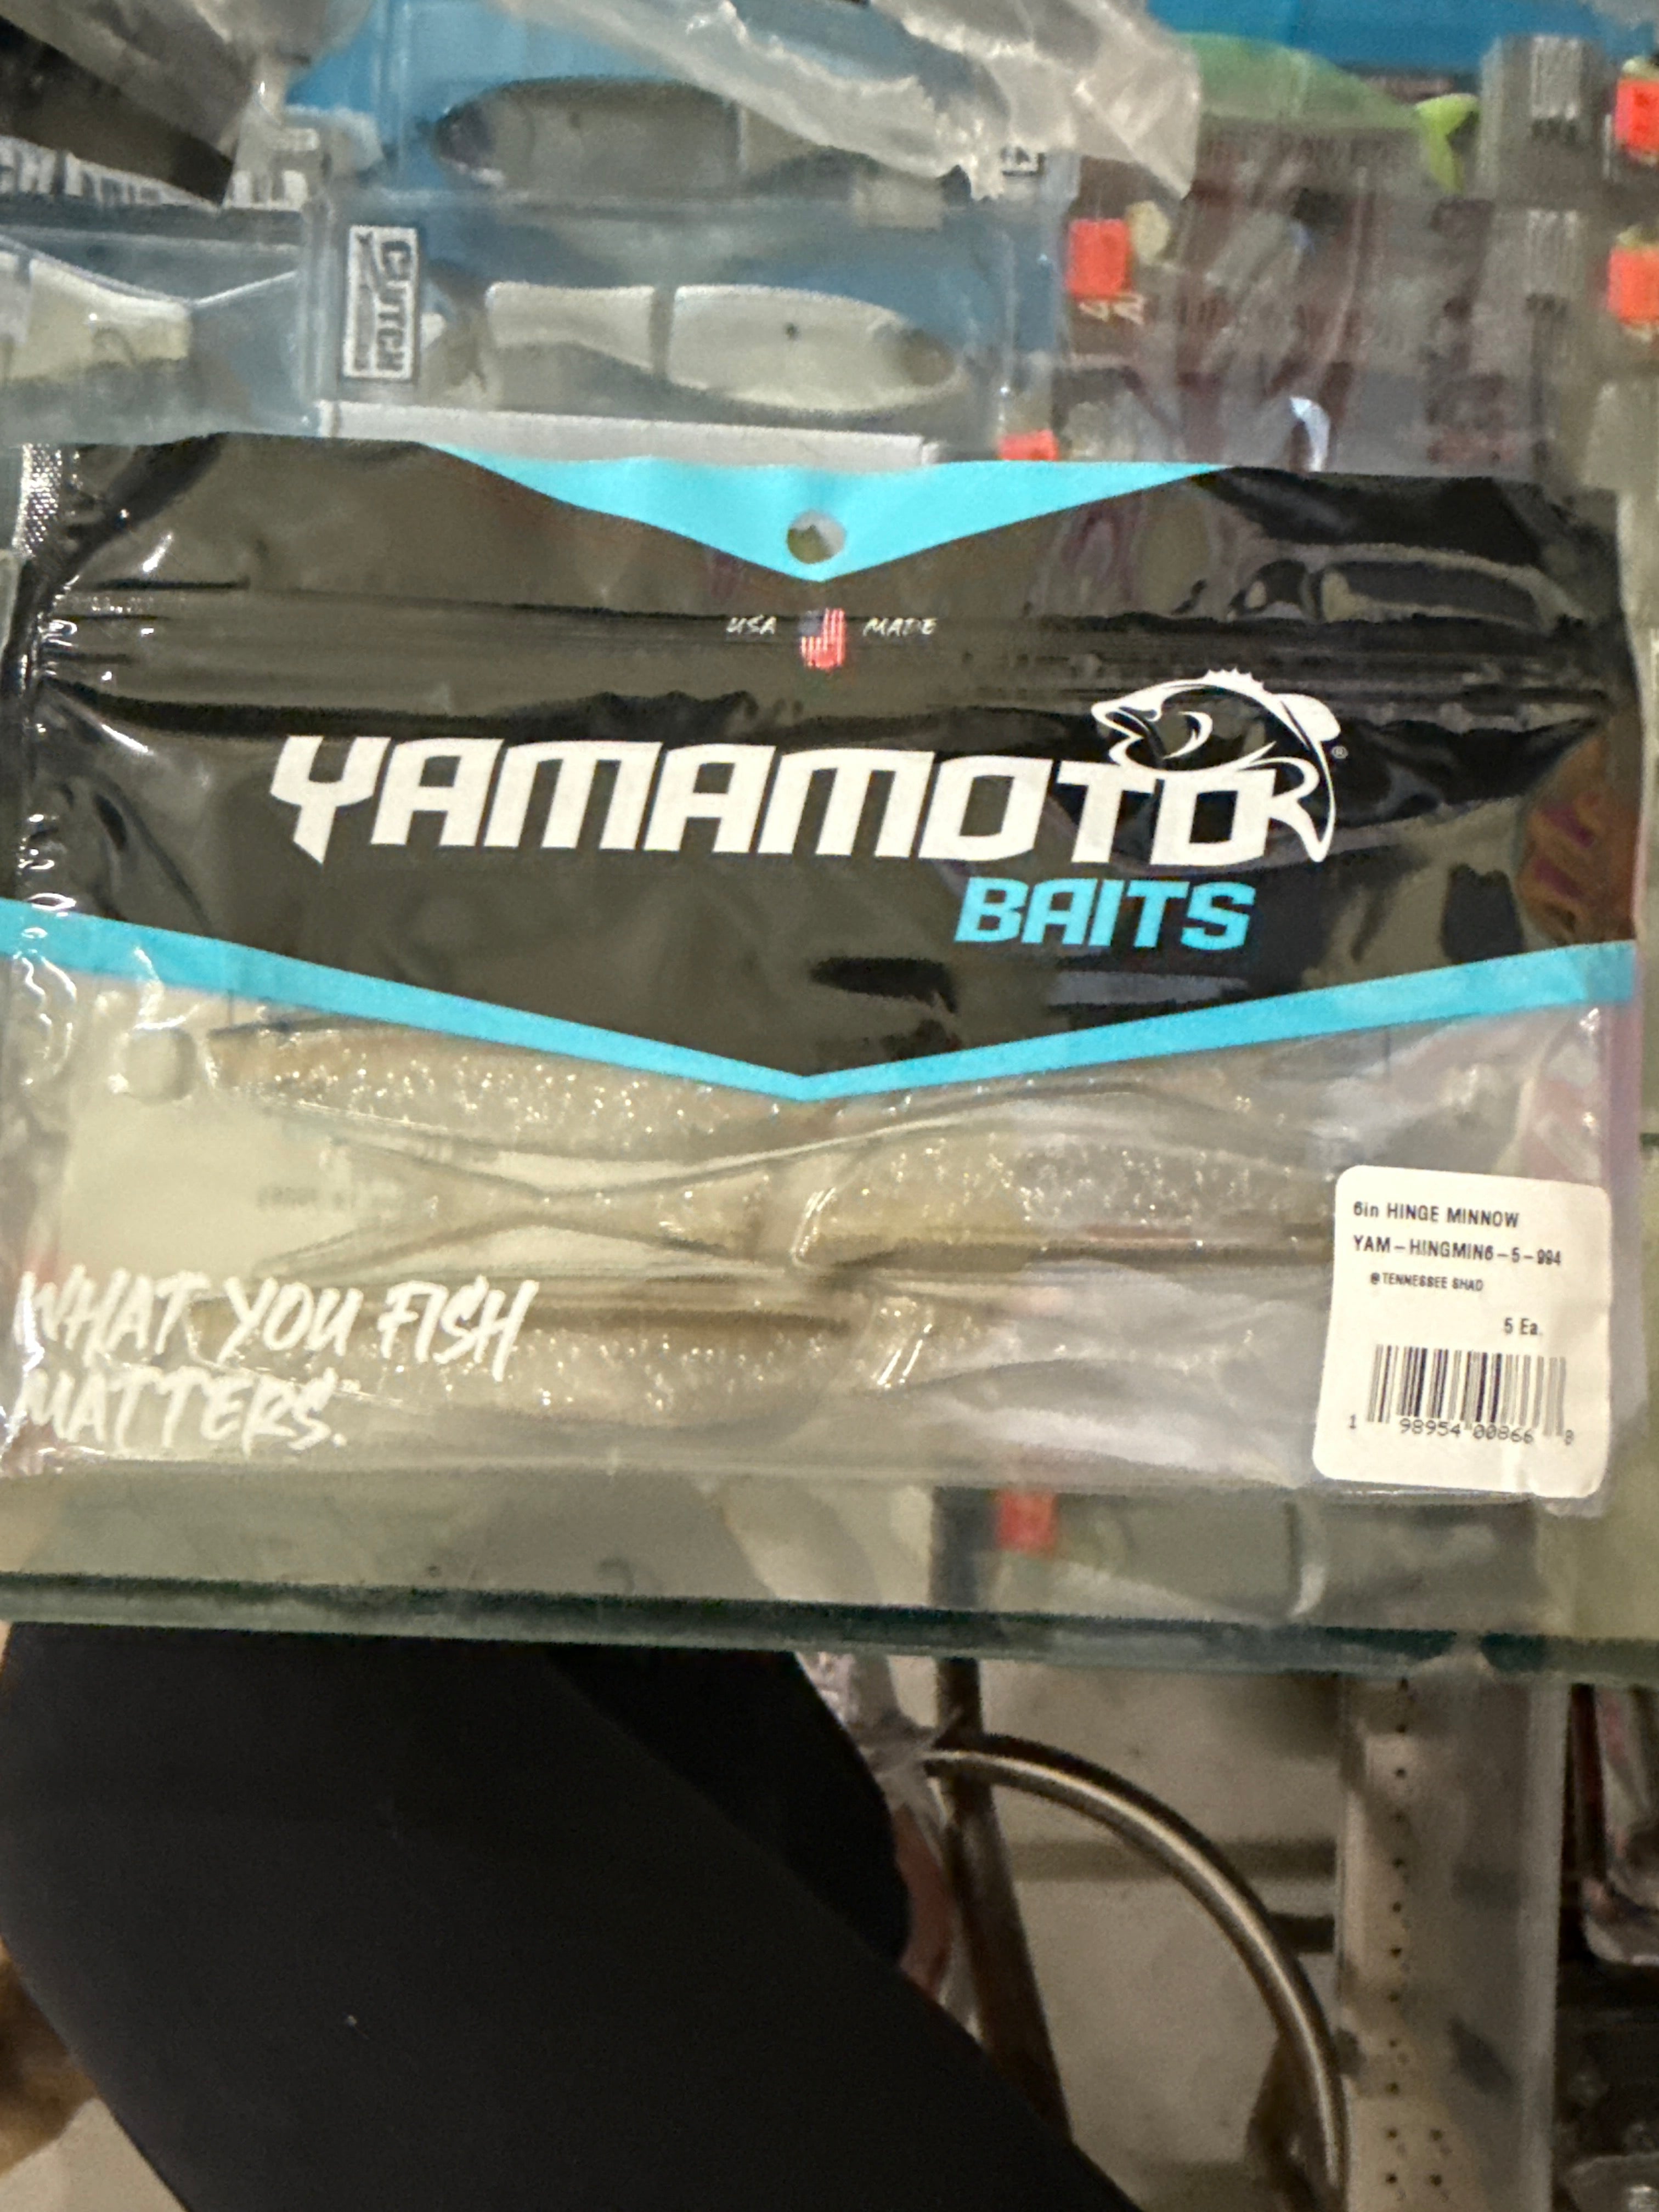 CLUTCH
USA MADE
YAMAMOTO®
BAITS
WHAT YOU FISH
MATTERS.
6in HINGE MINNOW
YAM-HINGMIN6-5-994
@TENNESSEE SHAD
5 Ea.
1 98954 00866 8